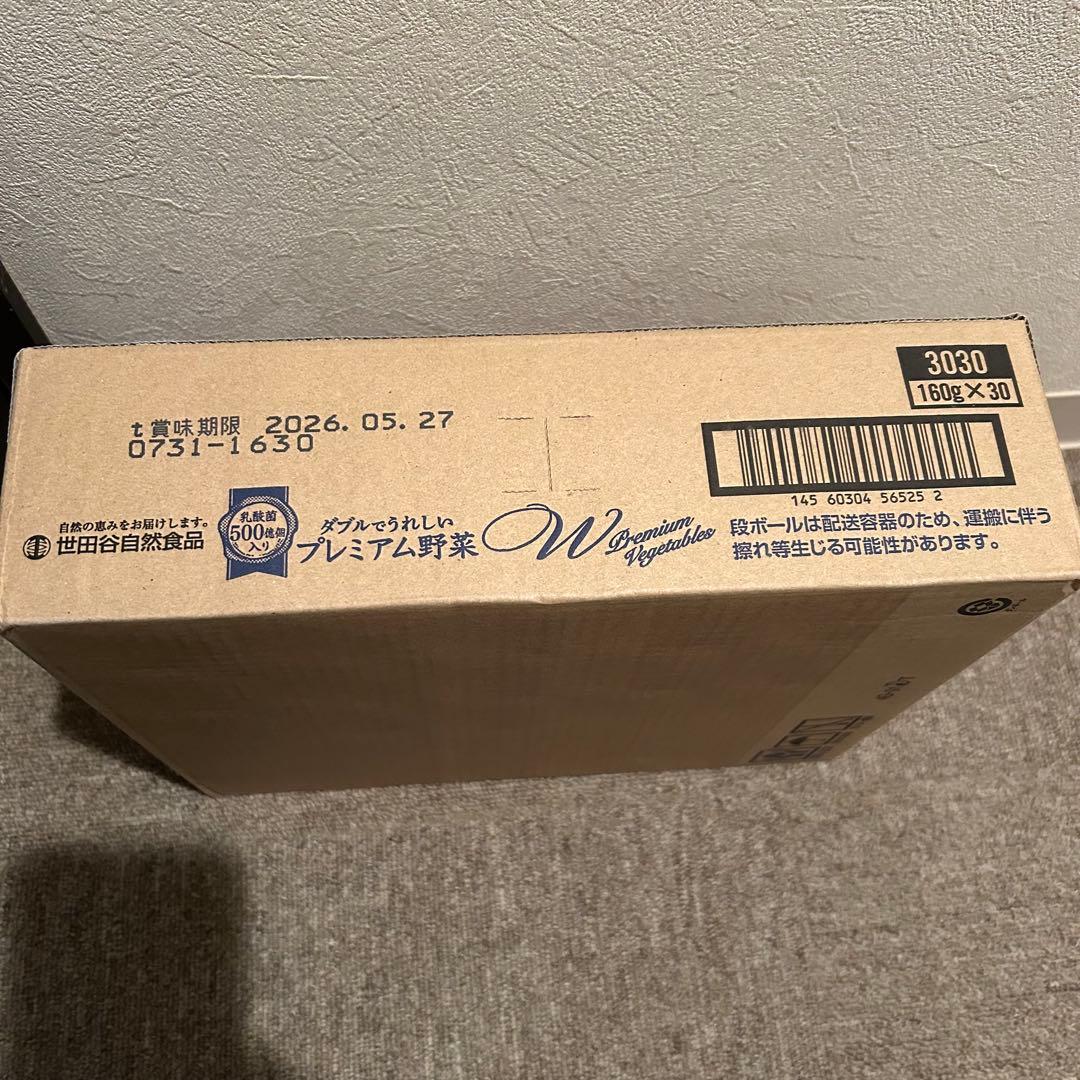 3030
160g×30
t賞味期限 2026.05.27
0731-1630
145 60304 56525 2
自然の恵みをお届けします。
世田谷自然食品
乳酸菌
500億個
入り
ダブルでうれしい
プレミアム野菜
W Premium
Vegetables
段ボールは配送容器のため、運搬に伴う
擦れ等生じる可能性があります。